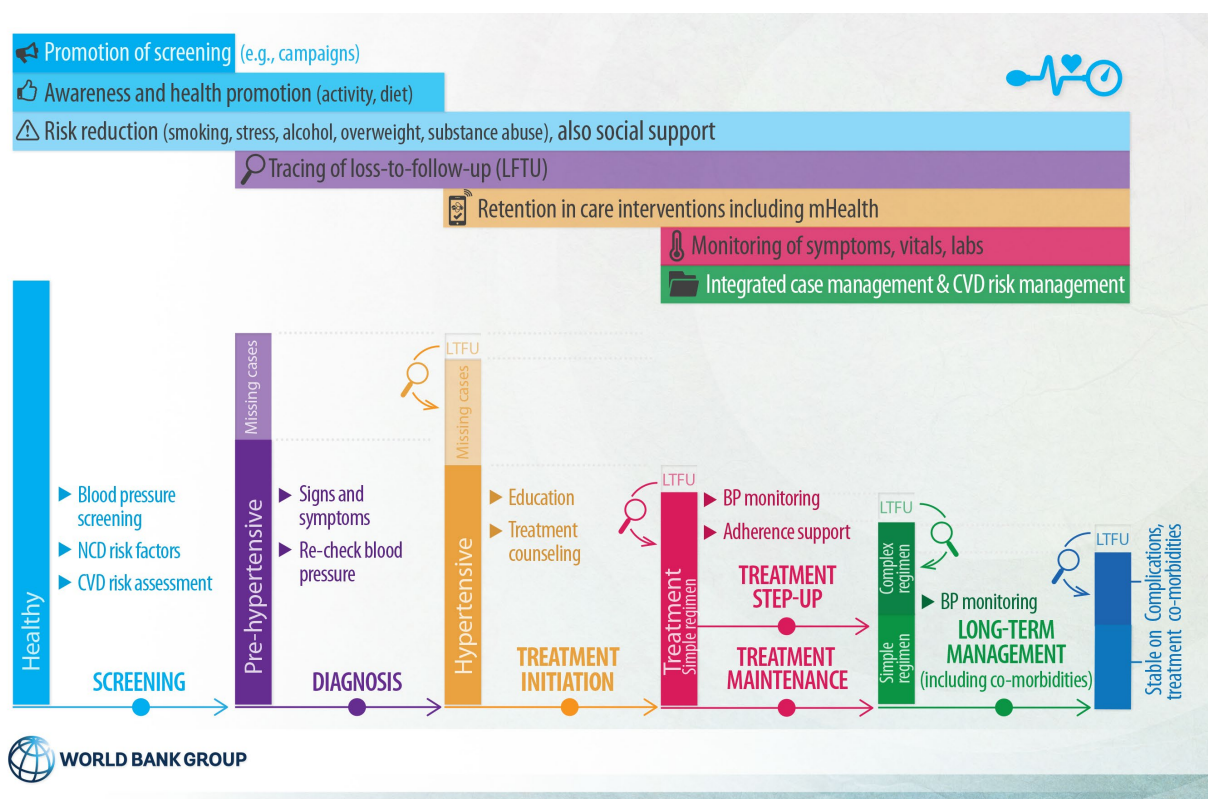 Promotion of screening (e.g., campaigns)
Awareness and health promotion (activity, diet)
Risk reduction (smoking, stress, alcohol, overweight, substance abuse), also social support
Tracing of loss-to-follow-up (LFTU)
Retention in care interventions including mHealth
Monitoring of symptoms, vitals, labs
Integrated case management & CVD risk management
Healthy
▶ Blood pressure
screening
▶ NCD risk factors
▶ CVD risk assessment
SCREENING
Missing cases
Pre-hypertensive
▶ Signs and
symptoms
▶ Re-check blood
pressure
DIAGNOSIS
LTFU
Missing cases
Hypertensive
▶ Education
▶ Treatment
counseling
TREATMENT
INITIATION
LTFU
Treatment
Simple regimen
▶ BP monitoring
▶ Adherence support
TREATMENT
STEP-UP
TREATMENT
MAINTENANCE
LTFU
Complex
regimen
Simple
regimen
▶ BP monitoring
LONG-TERM
MANAGEMENT
(including co-morbidities)
LTFU
Complications,
co-morbidities
Stable on
treatment
WORLD BANK GROUP